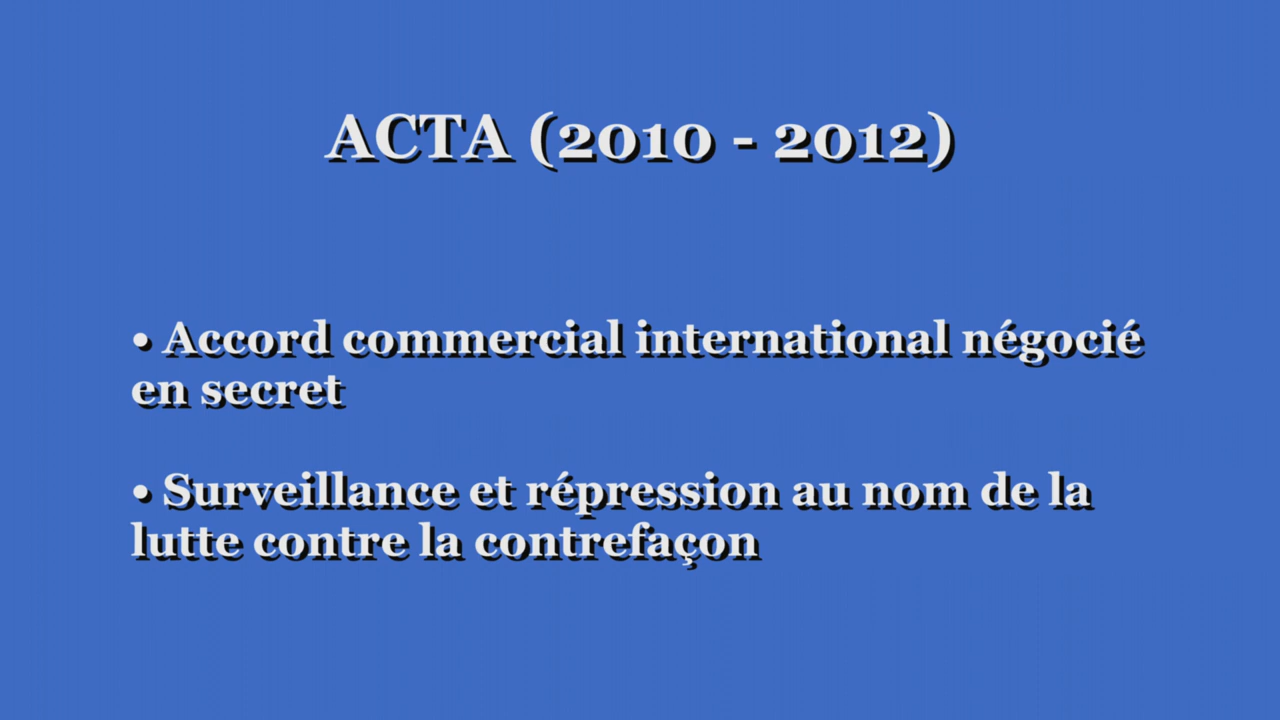 ACTA (2010 - 2012)
• Accord commercial international négocié
en secret
• Surveillance et répression au nom de la
lutte contre la contrefaçon